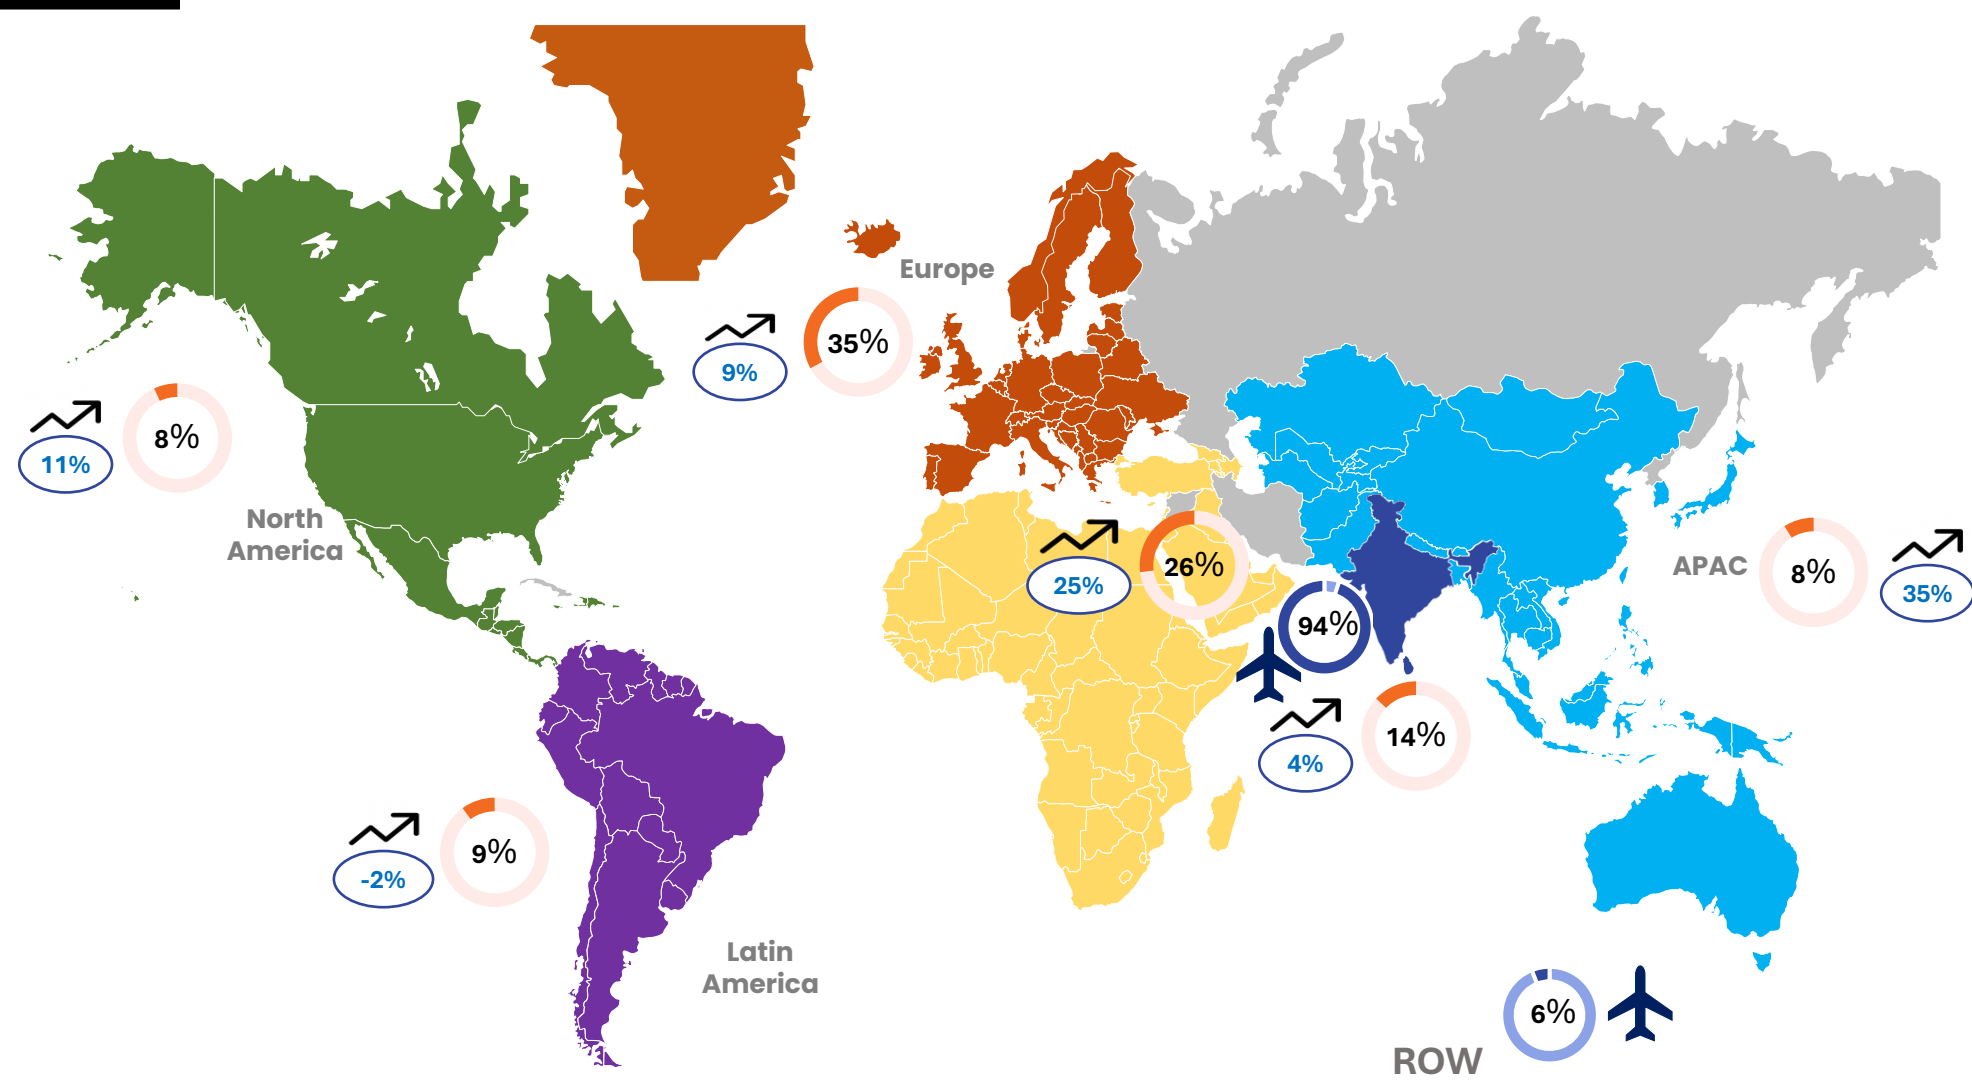 Europe
35%
9%
8%
11%
North
America
26%
25%
APAC
8%
35%
94%
14%
4%
9%
-2%
Latin
America
6%
ROW